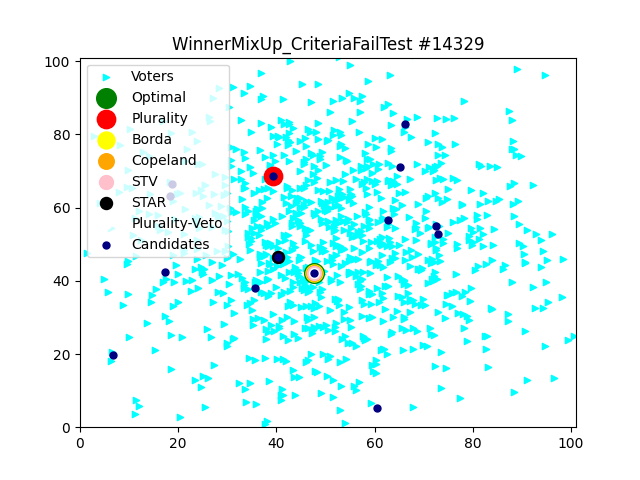 WinnerMixUp_CriteriaFailTest #14329
100
80
60
40
20
0
Voters
Optimal
Plurality
Borda
Copeland
STV
STAR
Plurality-Veto
Candidates
0 20 40 60 80 100